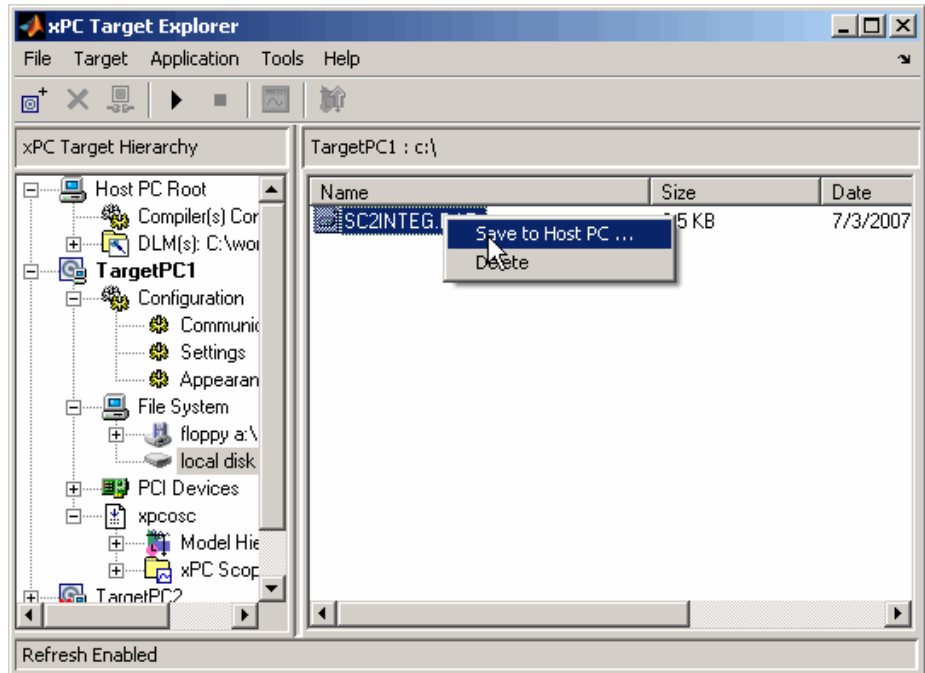 xPC Target Explorer
File Target Application Tools Help
xPC Target Hierarchy
TargetPC1 : c:\
Host PC Root
Compiler(s) Cor
DLM(s): C:\wor
TargetPC1
Configuration
Communic
Settings
Appearan
File System
floppy a:\
local disk
PCI Devices
xpcosc
Model Hie
xPC Scop
TargetPC2
Name Size Date
SC2INTEG. 5 KB 7/3/2007
Save to Host PC ...
Delete
Refresh Enabled